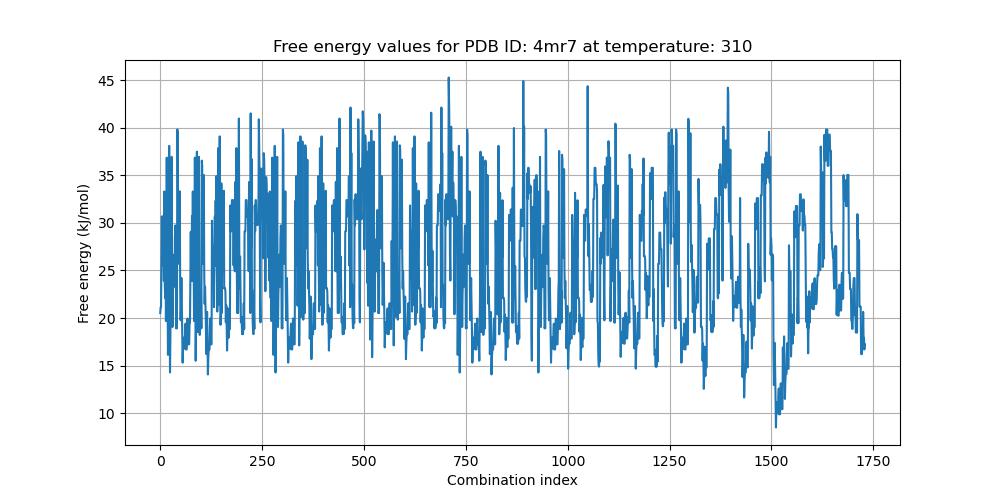 Free energy values for PDB ID: 4mr7 at temperature: 310
Free energy (kJ/mol)
45
40
35
30
25
20
15
10
0 250 500 750 1000 1250 1500 1750
Combination index